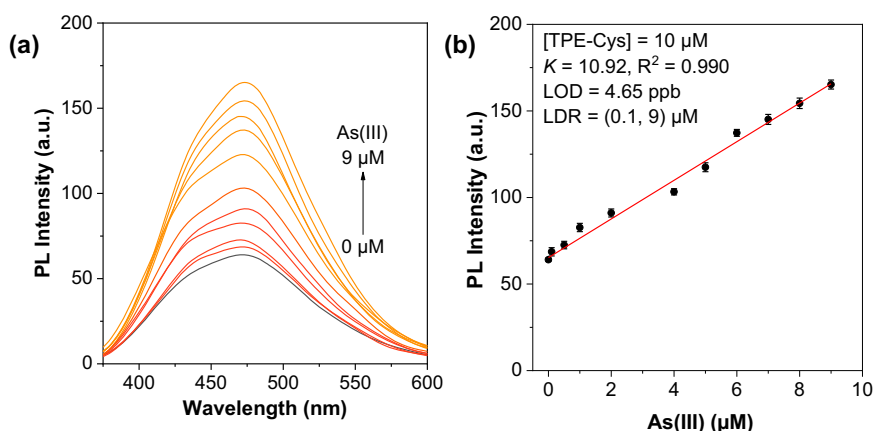 (a)
PL Intensity (a.u.)
200
150
100
50
0
As(III)
9 µM
0 µM
400
450
500
550
600
Wavelength (nm)
(b)
PL Intensity (a.u.)
200
150
100
50
0
[TPE-Cys] = 10 µM
K = 10.92, R² = 0.990
LOD = 4.65 ppb
LDR = (0.1, 9) µM
0
2
4
6
8
10
As(III) (µM)